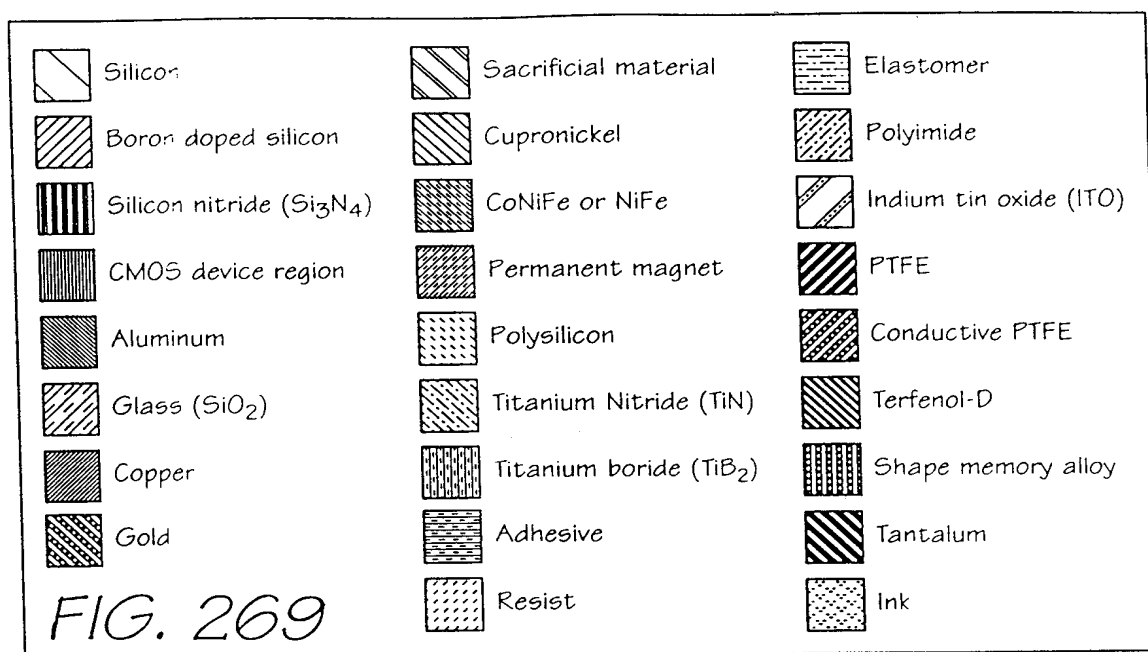 Silicon
Boron doped silicon
Silicon nitride (Si₃N₄)
CMOS device region
Aluminum
Glass (SiO₂)
Copper
Gold
FIG. 269
Sacrificial material
Cupronickel
CoNiFe or NiFe
Permanent magnet
Polysilicon
Titanium Nitride (TiN)
Titanium boride (TiB₂)
Adhesive
Resist
Elastomer
Polyimide
Indium tin oxide (ITO)
PTFE
Conductive PTFE
Terfenol-D
Shape memory alloy
Tantalum
Ink